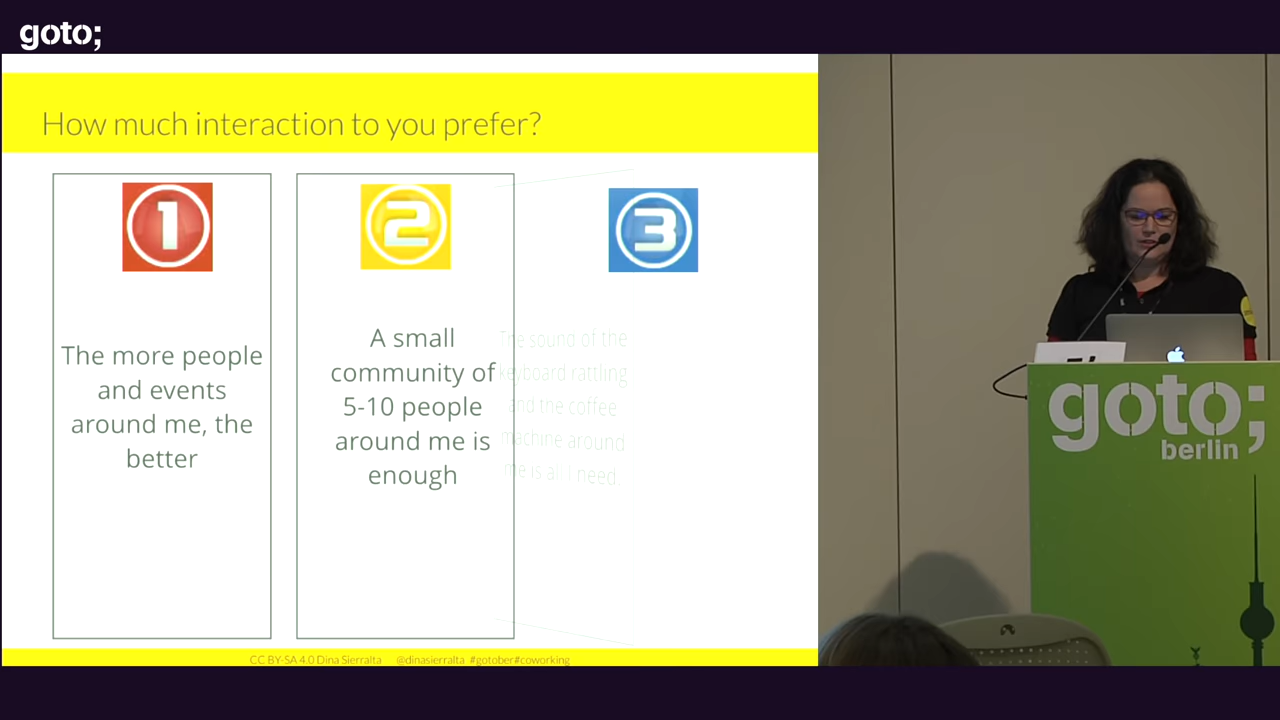 goto;
How much interaction to you prefer?
1
2
3
The more people
and events
around me, the
better
A small
community of
5-10 people
around me is
enough
The sound of the
keyboard rattling
and the coffee
machine around
me is all I need.
CC BY-SA 4.0 Dina Sierralta @dinasierralta #gotober#coworking
goto;
berlin